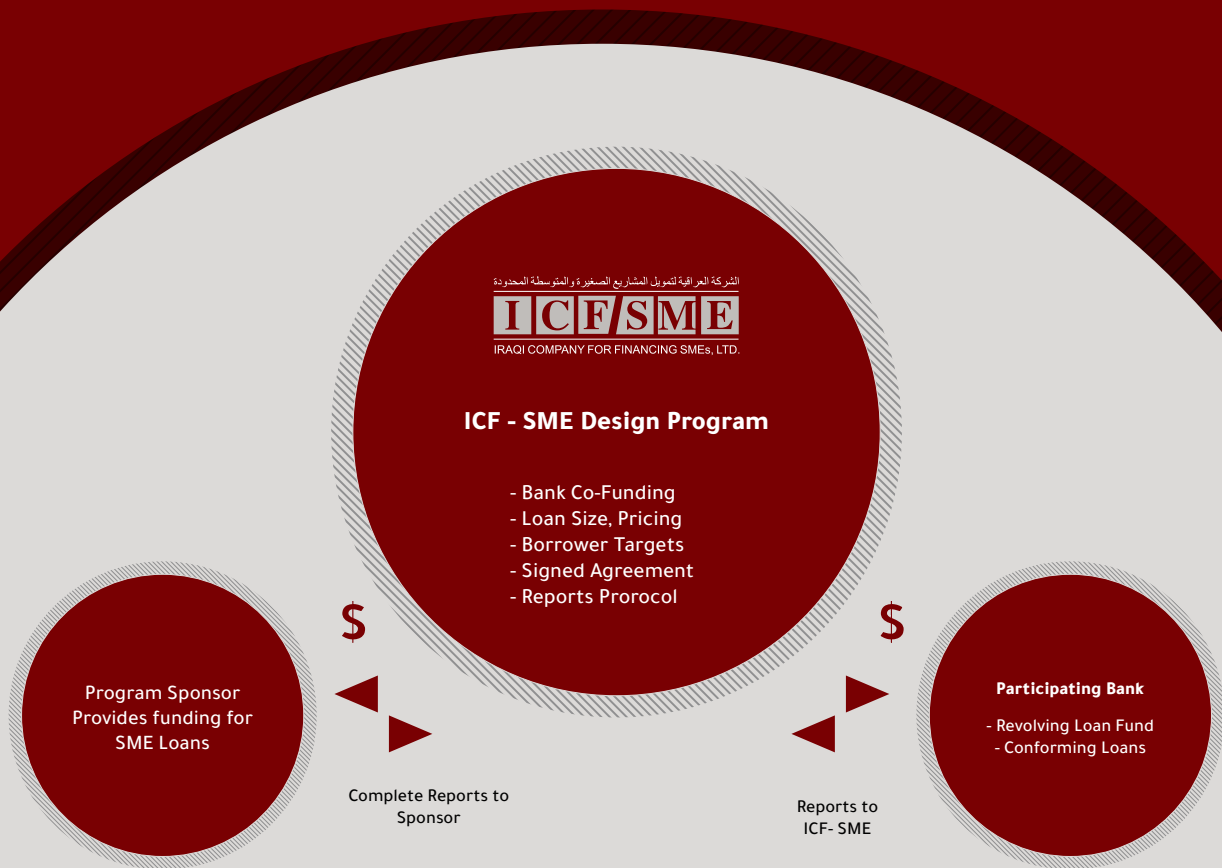 الشركة العراقية لتمويل المشاريع الصغيرة والمتوسطة المحدودة
ICF/SME
IRAQI COMPANY FOR FINANCING SMEs, LTD.
ICF - SME Design Program
- Bank Co-Funding
- Loan Size, Pricing
- Borrower Targets
- Signed Agreement
- Reports Prorocol
$
$
Program Sponsor
Provides funding for
SME Loans
Participating Bank
- Revolving Loan Fund
- Conforming Loans
Complete Reports to
Sponsor
Reports to
ICF- SME